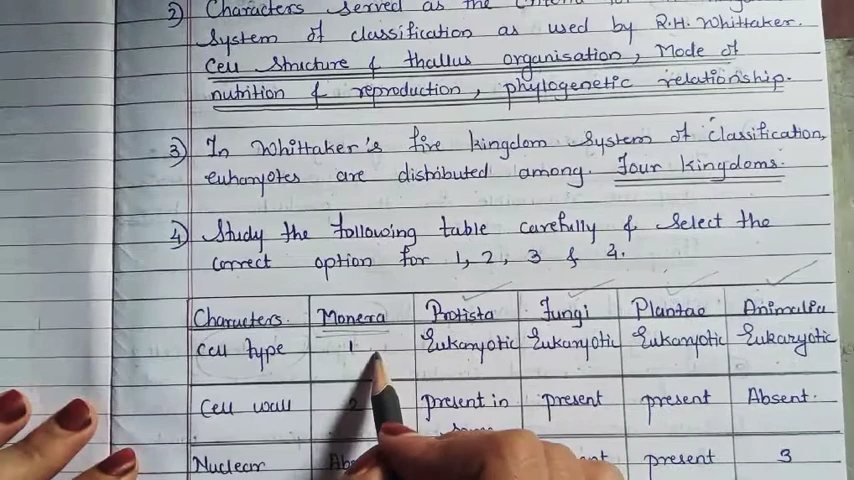 2) Characters served as the criteria for
System of classification as used by R.H. Whittaker.
Cell Structure & thallus organisation, Mode of
nutrition & reproduction, phylogenetic relationship.
3) In Whittaker's five kingdom System of classification,
eukaryotes are distributed among four kingdoms.
4) Study the following table carefully & Select the
correct option for 1, 2, 3 & 4.
Characters. Monera Protista Fungi Plantae Animalia
Cell type 1 Eukaryotic Eukaryotic Eukaryotic Eukaryotic
Cell wall 2 present in present present Absent.
some
Nuclear present 3